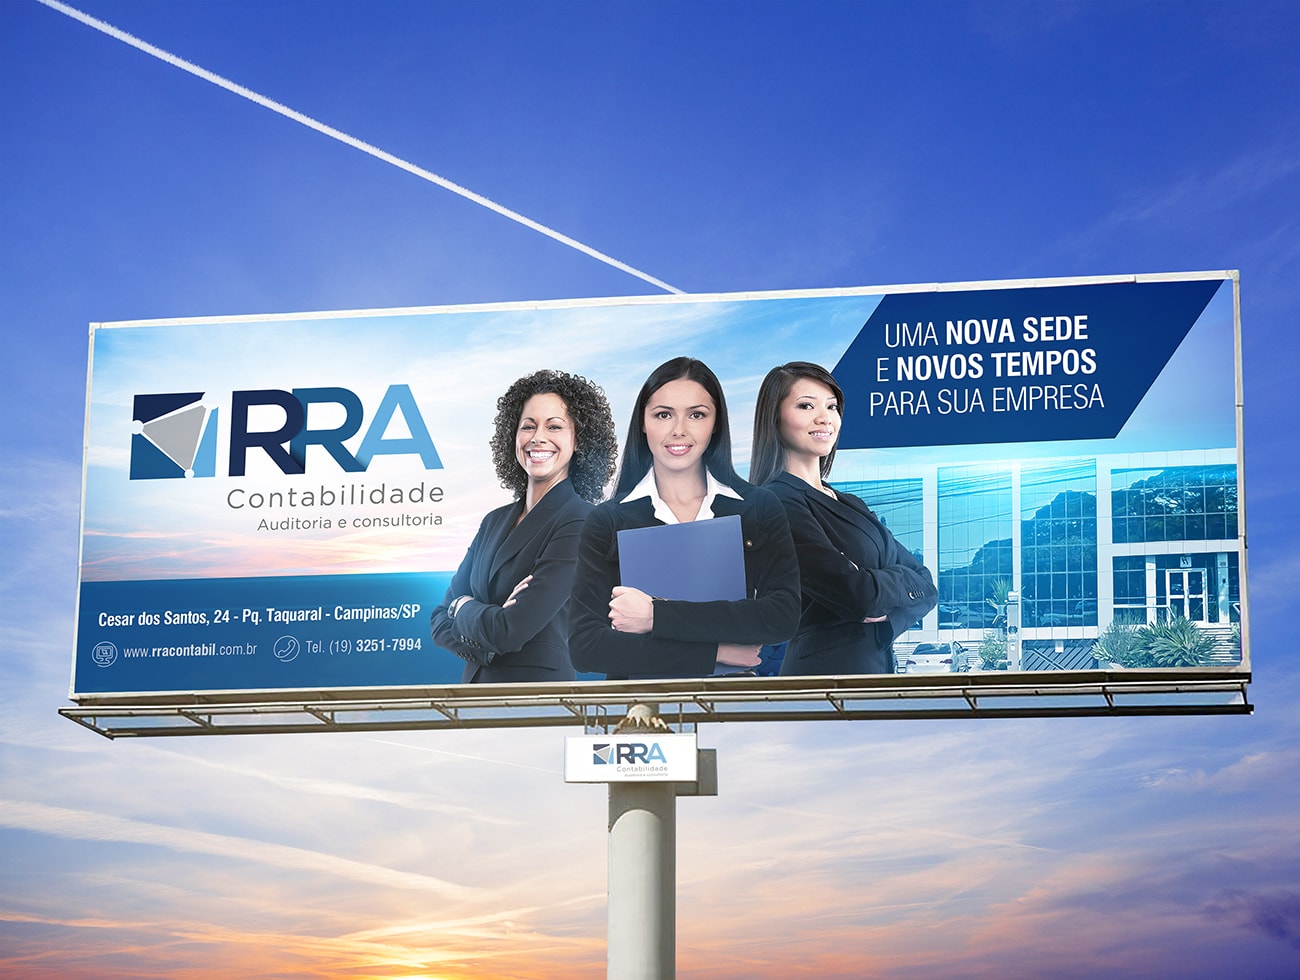 RRA
Contabilidade
Auditoria e consultoria
UMA NOVA SEDE
E NOVOS TEMPOS
PARA SUA EMPRESA
Cesar dos Santos, 24 - Pq. Taquaral - Campinas/SP
www.rracontabil.com.br Tel. (19) 3251-7994
RRA
Contabilidade
Auditoria e consultoria